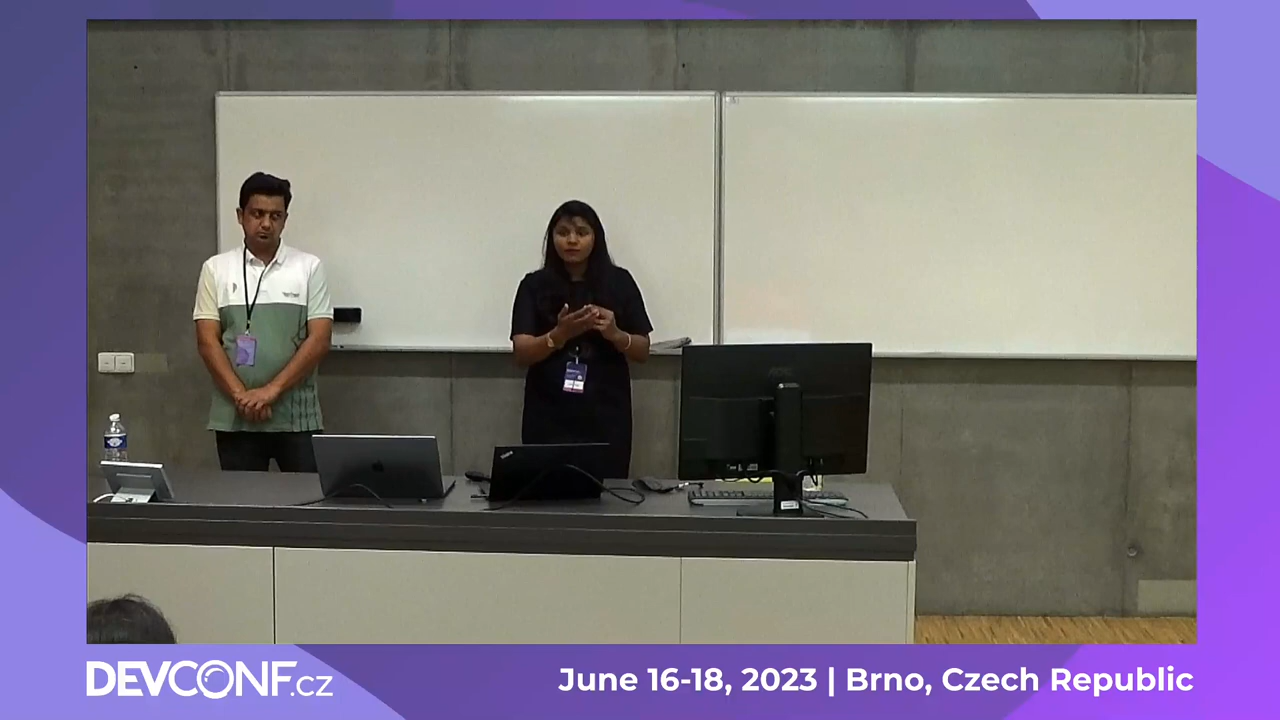 DEVCONF.CZ
June 16-18, 2023 | Brno, Czech Republic